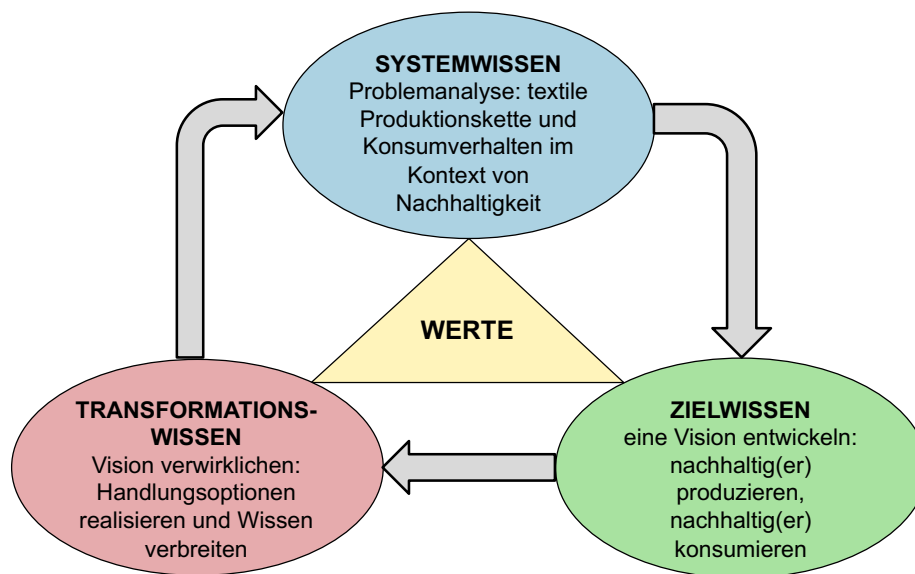 SYSTEMWISSEN
Problemanalyse: textile
Produktionskette und
Konsumverhalten im
Kontext von
Nachhaltigkeit
WERTE
TRANSFORMATIONS-
WISSEN
Vision verwirklichen:
Handlungsoptionen
realisieren und Wissen
verbreiten
ZIELWISSEN
eine Vision entwickeln:
nachhaltig(er)
produzieren,
nachhaltig(er)
konsumieren